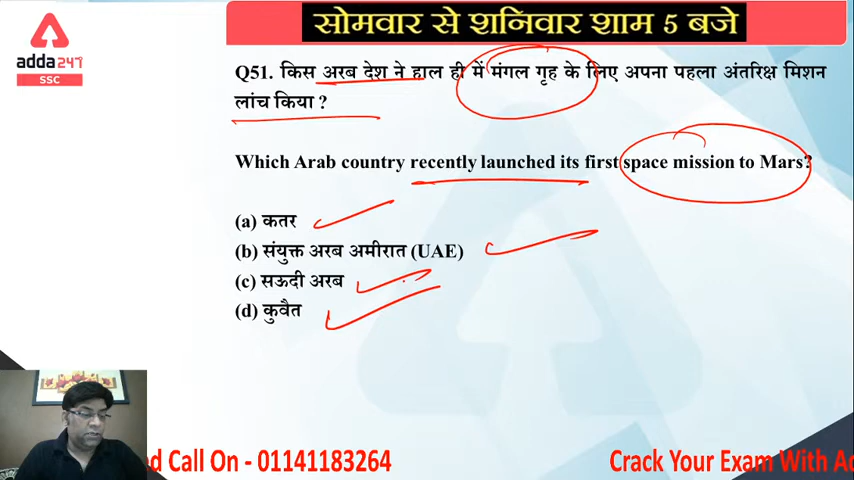 सोमवार से शनिवार शाम 5 बजे
adda247
SSC
Q51. किस अरब देश ने हाल ही में मंगल गृह के लिए अपना पहला अंतरिक्ष मिशन
लांच किया ?
Which Arab country recently launched its first space mission to Mars?
(a) कतर
(b) संयुक्त अरब अमीरात (UAE)
(c) सऊदी अरब
(d) कुवैत
d Call On - 01141183264
Crack Your Exam With Ad